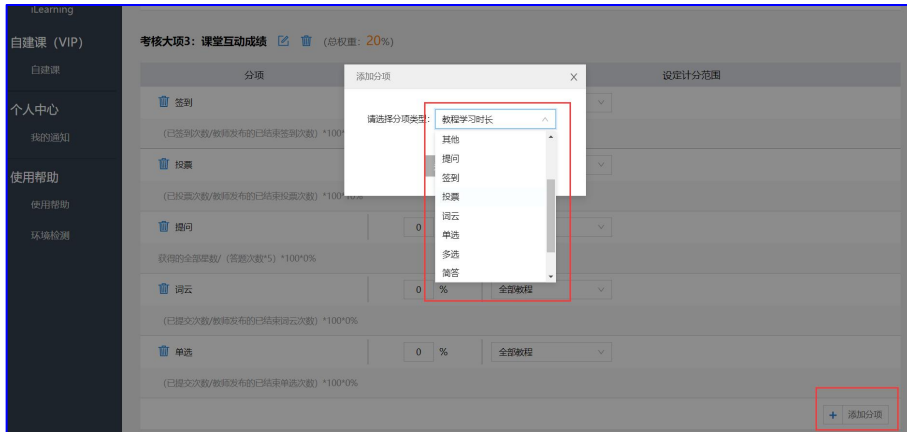 iLearning
自建课（VIP）
自建课
个人中心
我的通知
使用帮助
使用帮助
环境检测
考核大项3：课堂互动成绩 （总权重：20%）
分项
设定计分范围
添加分项 X
请选择分项类型： 教程学习时长
其他
提问
签到
投票
词云
单选
多选
简答
签到
（已签到次数/教师发布的已结束签到次数）*100*
投票
（已投票次数/教师发布的已结束投票次数）*100*10%
提问
0
获得的全部星数/（答题次数*5）*100*0%
词云
0 % 全部教程
（已提交次数/教师发布的已结束词云次数）*100*0%
单选
0 % 全部教程
（已提交次数/教师发布的已结束单选次数）*100*0%
+ 添加分项